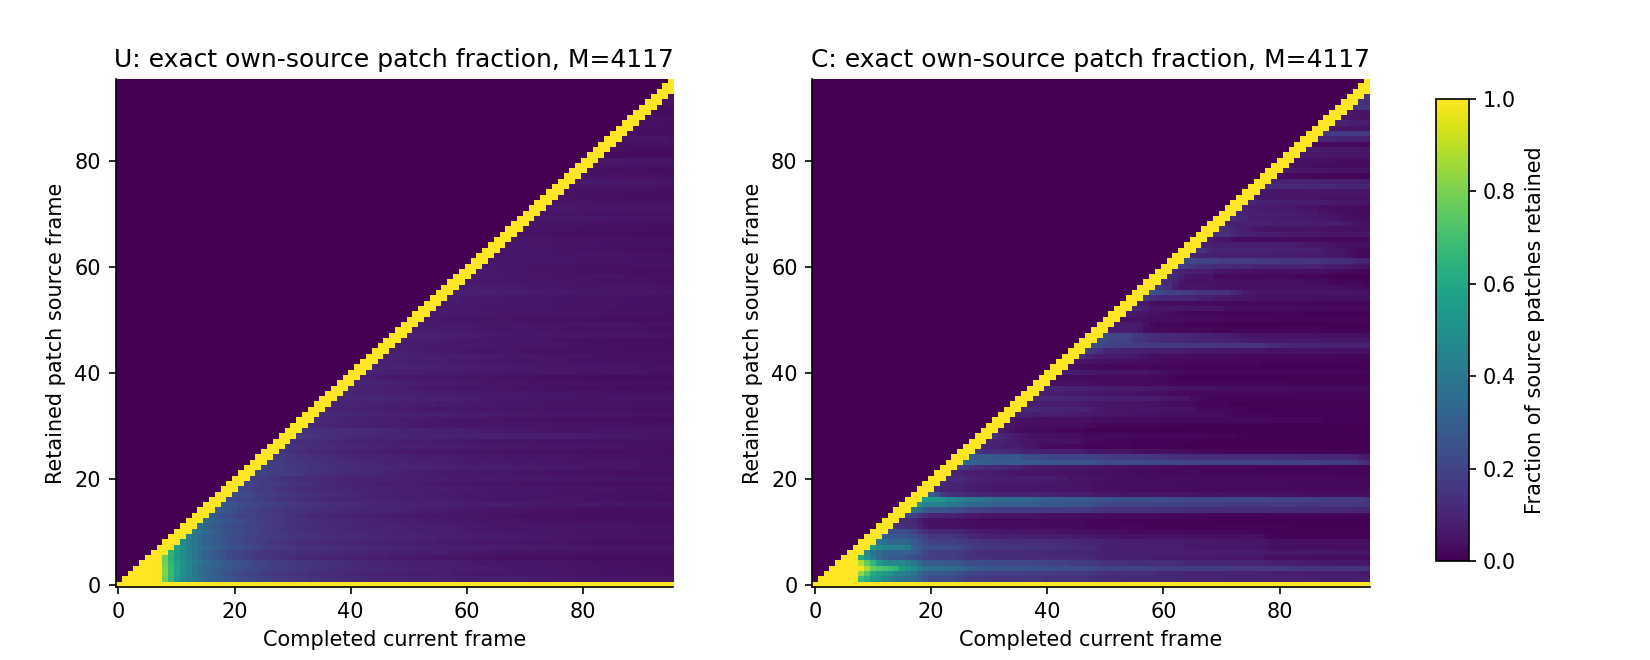 U: exact own-source patch fraction, M=4117
Retained patch source frame
80
60
40
20
0
0 20 40 60 80
Completed current frame
C: exact own-source patch fraction, M=4117
Retained patch source frame
80
60
40
20
0
0 20 40 60 80
Completed current frame
1.0
0.8
0.6
0.4
0.2
0.0
Fraction of source patches retained